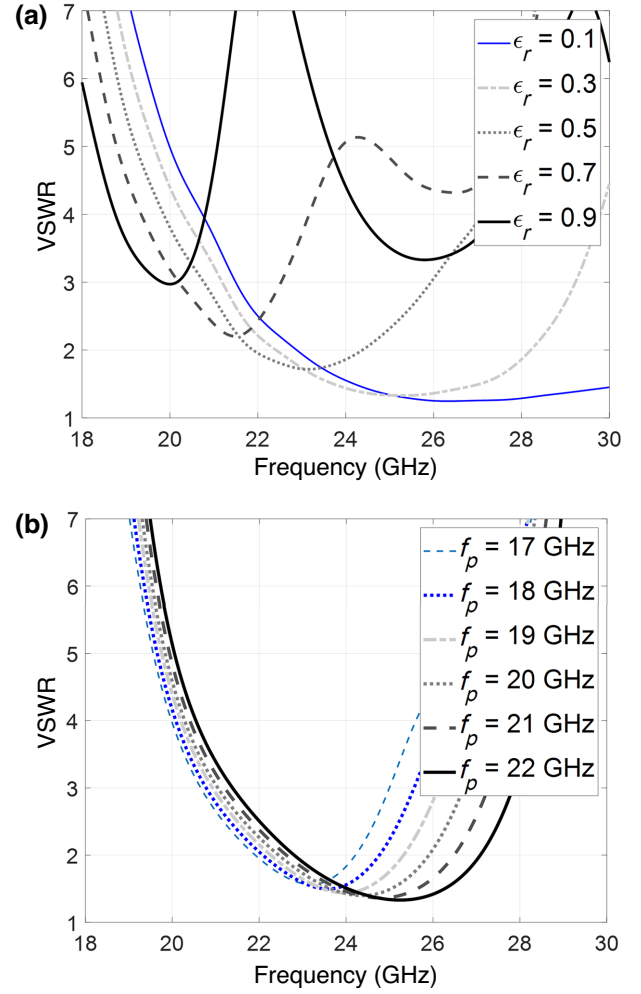 (a)
7
6
5
4
3
2
1
VSWR
ϵr = 0.1
ϵr = 0.3
ϵr = 0.5
ϵr = 0.7
ϵr = 0.9
18 20 22 24 26 28 30
Frequency (GHz)
(b)
7
6
5
4
3
2
1
VSWR
fp = 17 GHz
fp = 18 GHz
fp = 19 GHz
fp = 20 GHz
fp = 21 GHz
fp = 22 GHz
18 20 22 24 26 28 30
Frequency (GHz)